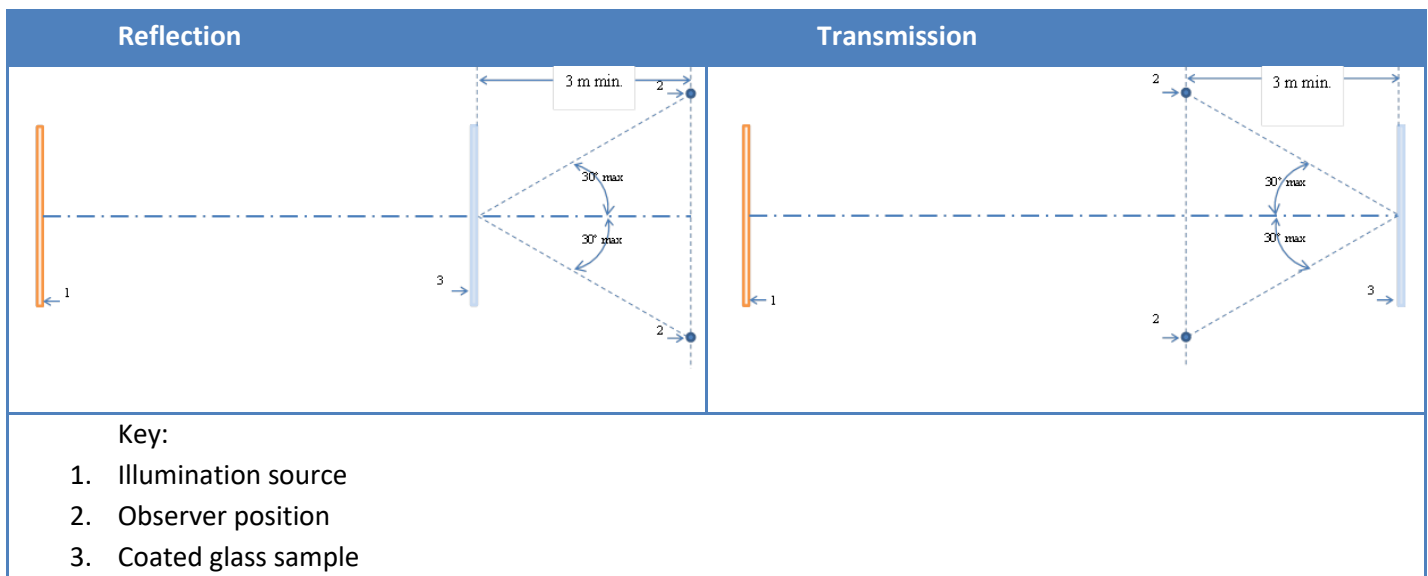 Reflection
Transmission
3 m min.
2
30° max
30° max
1
3
2
2
3 m min.
30° max
30° max
1
3
2
Key:
1. Illumination source
2. Observer position
3. Coated glass sample